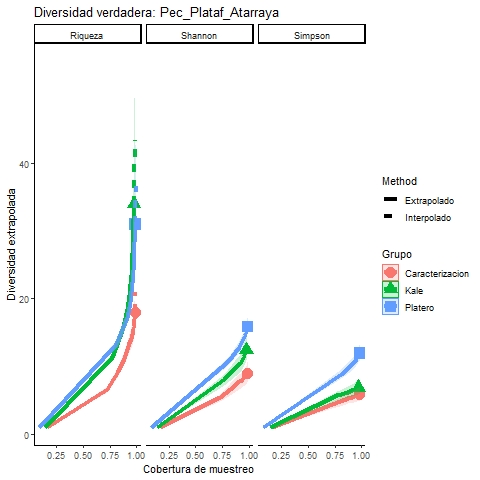 Diversidad verdadera: Pec_Plataf_Atarraya
Riqueza Shannon Simpson
Diversidad extrapolada
40
20
0
0.25 0.50 0.75 1.00 0.25 0.50 0.75 1.00 0.25 0.50 0.75 1.00
Cobertura de muestreo
Method
Extrapolado
Interpolado
Grupo
Caracterizacion
Kale
Platero